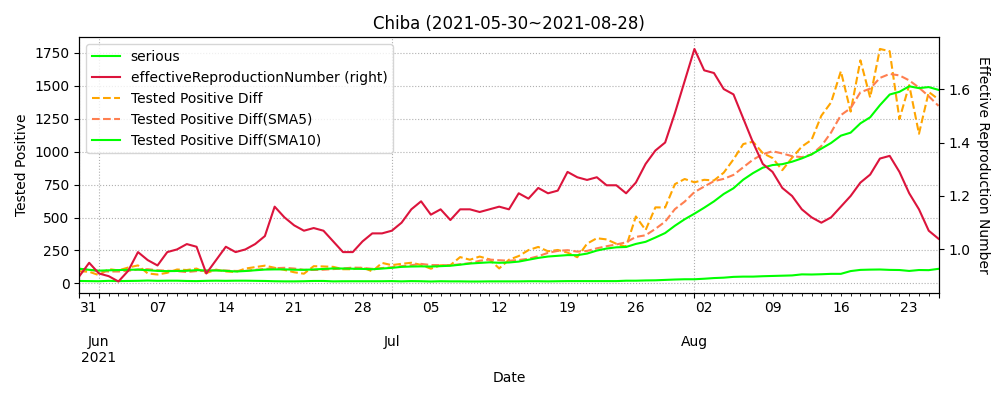 Chiba (2021-05-30~2021-08-28)
serious
effectiveReproductionNumber (right)
Tested Positive Diff
Tested Positive Diff(SMA5)
Tested Positive Diff(SMA10)
Tested Positive
1750
1500
1250
1000
750
500
250
0
Effective Reproduction Number
1.6
1.4
1.2
1.0
31 07 14 21 28 05 12 19 26 02 09 16 23
Jun Jul Aug
2021
Date